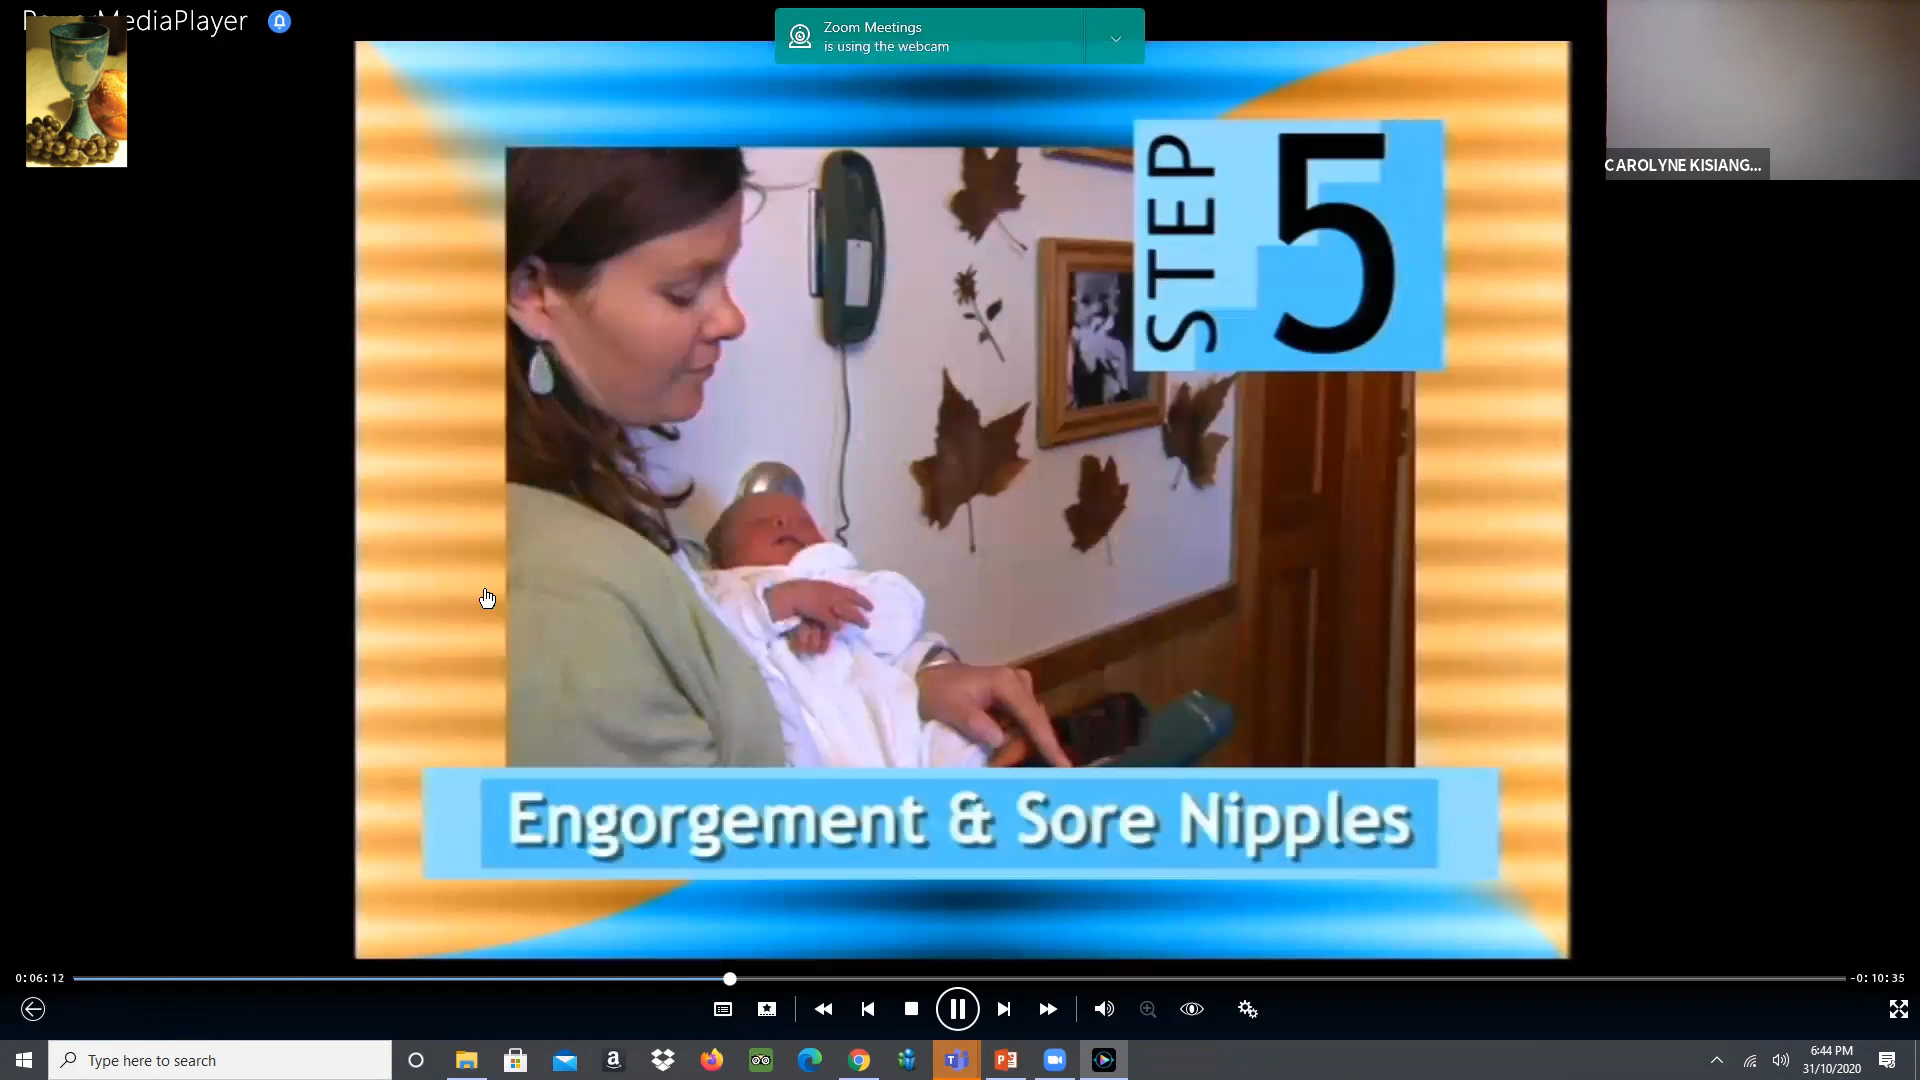 MediaPlayer
Zoom Meetings
is using the webcam
CAROLYNE KISIANG...
STEP 5
Engorgement & Sore Nipples
0:06:12
-0:10:35
Type here to search
6:44 PM
31/10/2020